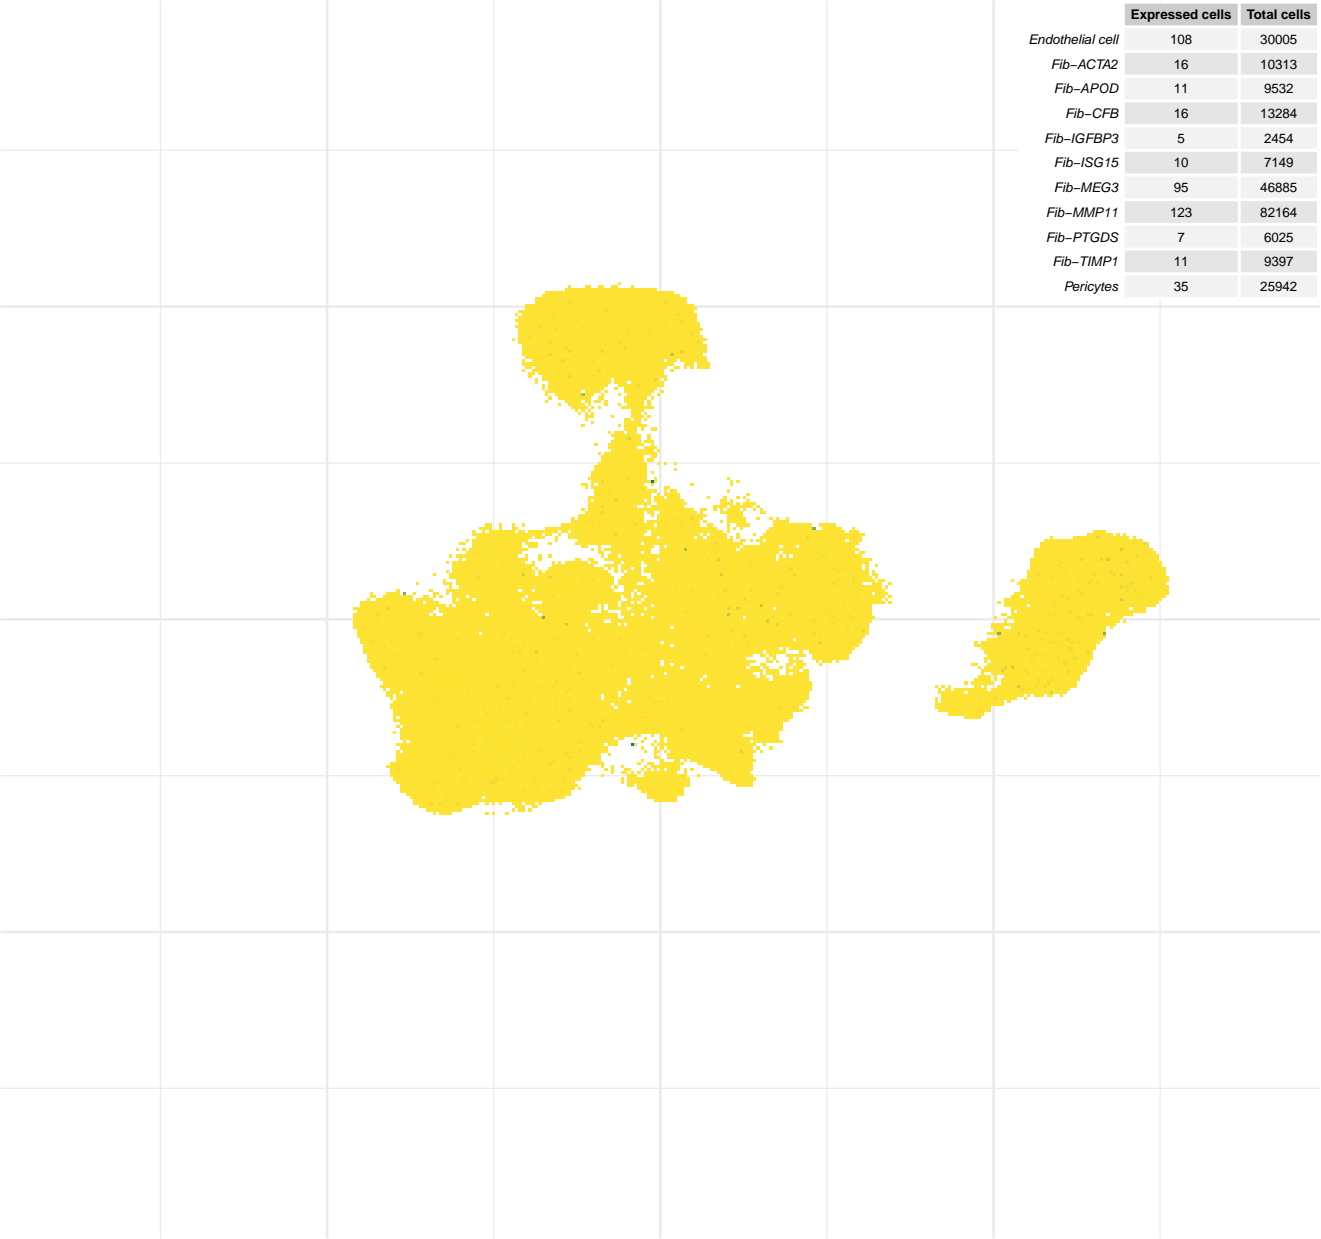 Expressed cells Total cells
Endothelial cell 108 30005
Fib−ACTA2 16 10313
Fib−APOD 11 9532
Fib−CFB 16 13284
Fib−IGFBP3 5 2454
Fib−ISG15 10 7149
Fib−MEG3 95 46885
Fib−MMP11 123 82164
Fib−PTGDS 7 6025
Fib−TIMP1 11 9397
Pericytes 35 25942